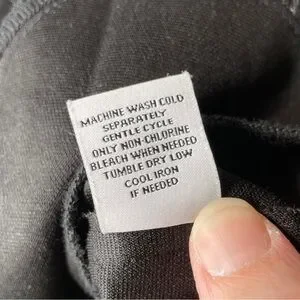 MACHINE WASH COLD
SEPARATELY
GENTLE CYCLE
ONLY NON-CHLORINE
BLEACH WHEN NEEDED
TUMBLE DRY LOW
COOL IRON
IF NEEDED